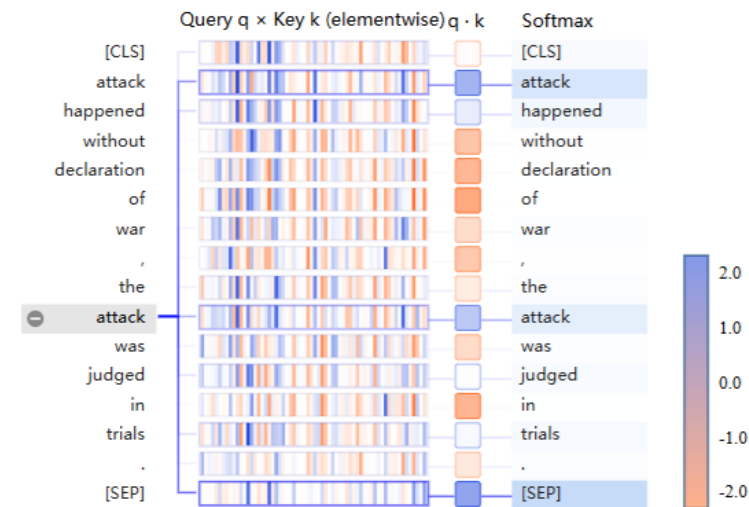 Query q × Key k (elementwise) q · k Softmax
[CLS] [CLS]
attack attack
happened happened
without without
declaration declaration
of of
war war
, ,
the the
attack attack
was was
judged judged
in in
trials trials
. .
[SEP] [SEP]
2.0
1.0
0.0
-1.0
-2.0